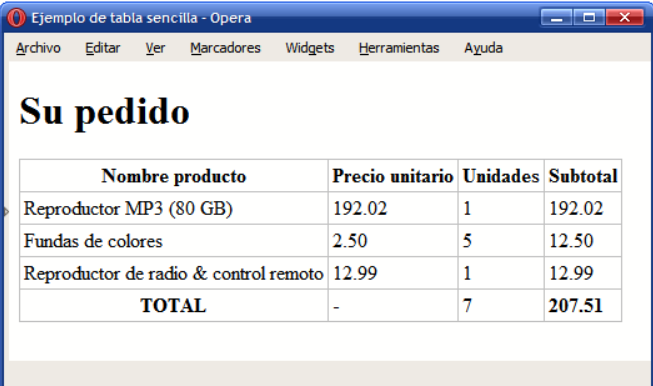 Ejemplo de tabla sencilla - Opera
Archivo Editar Ver Marcadores Widgets Herramientas Ayuda
Su pedido
Nombre producto Precio unitario Unidades Subtotal
Reproductor MP3 (80 GB) 192.02 1 192.02
Fundas de colores 2.50 5 12.50
Reproductor de radio & control remoto 12.99 1 12.99
TOTAL - 7 207.51